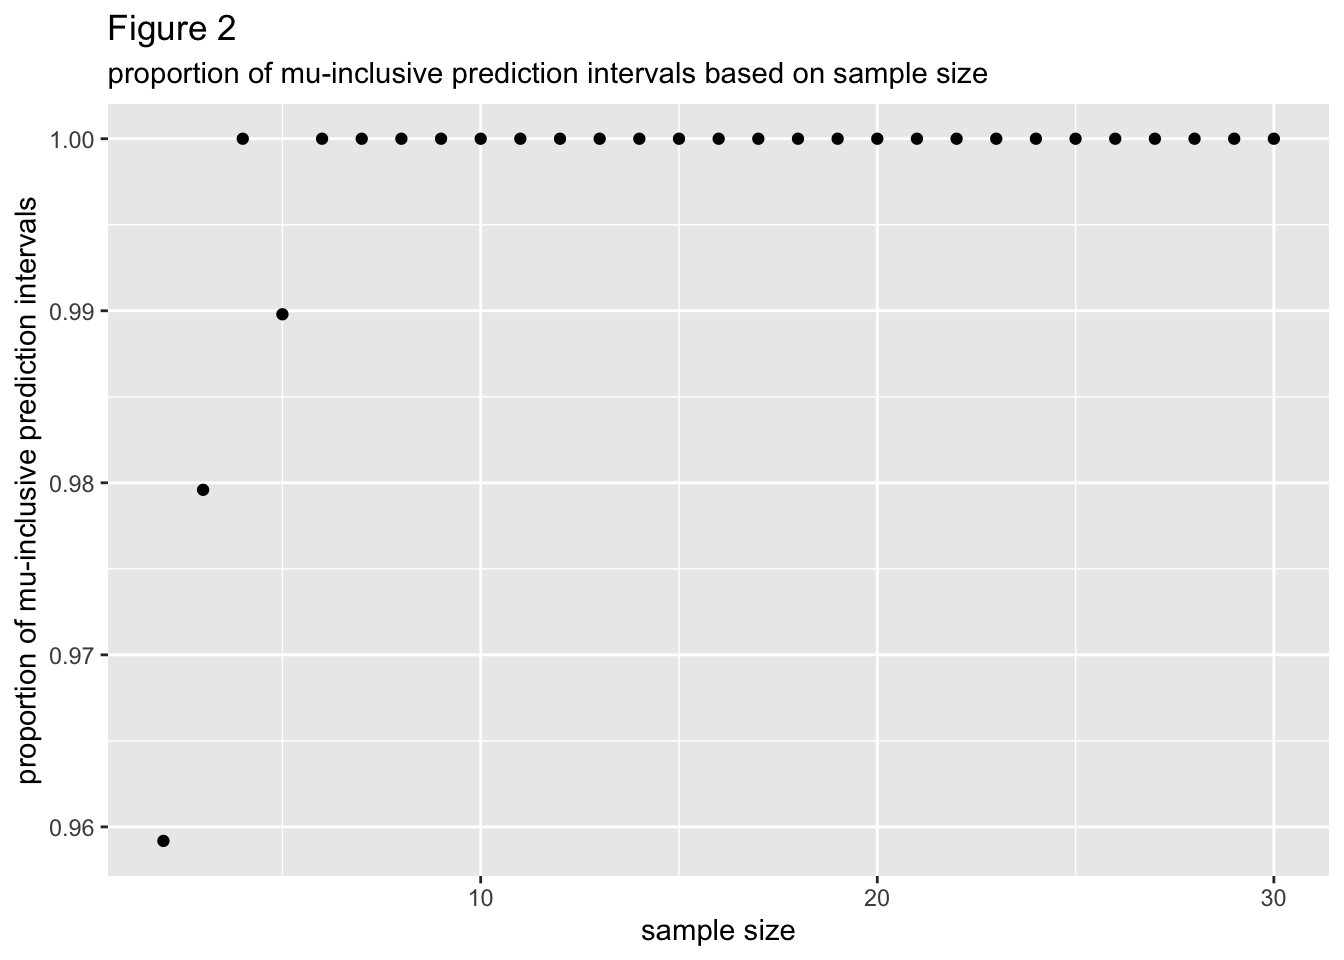 Figure 2
proportion of mu-inclusive prediction intervals based on sample size
proportion of mu-inclusive prediction intervals
1.00
0.99
0.98
0.97
0.96
10
20
30
sample size